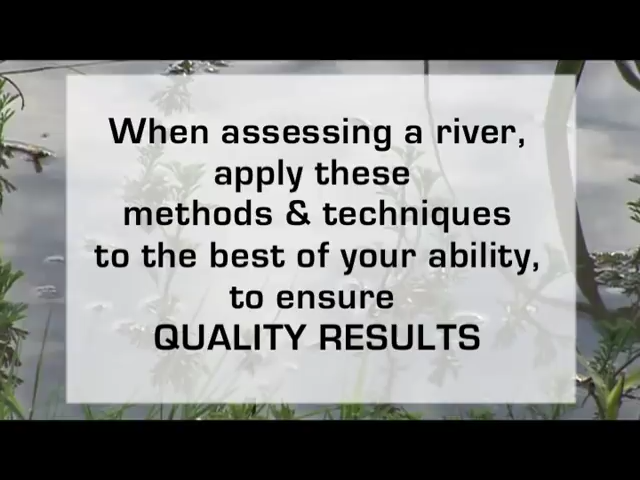 When assessing a river,
apply these
methods & techniques
to the best of your ability,
to ensure
QUALITY RESULTS